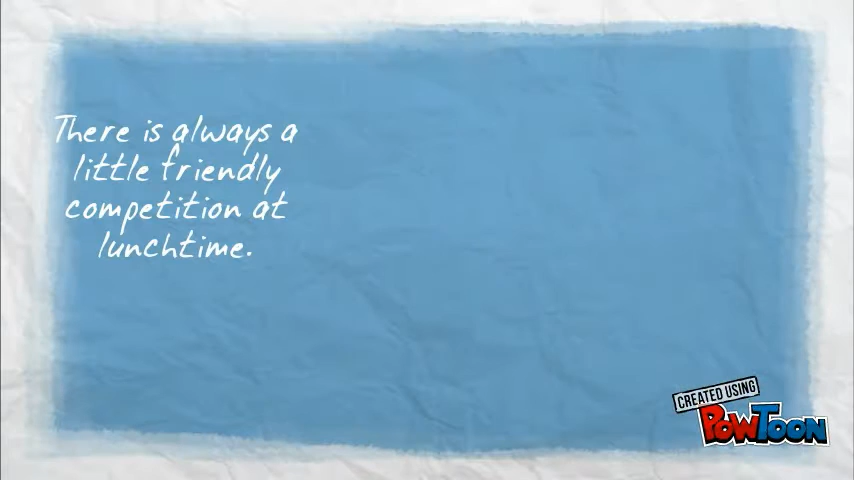 There is always a
little friendly
competition at
lunchtime.
CREATED USING
POWTOON